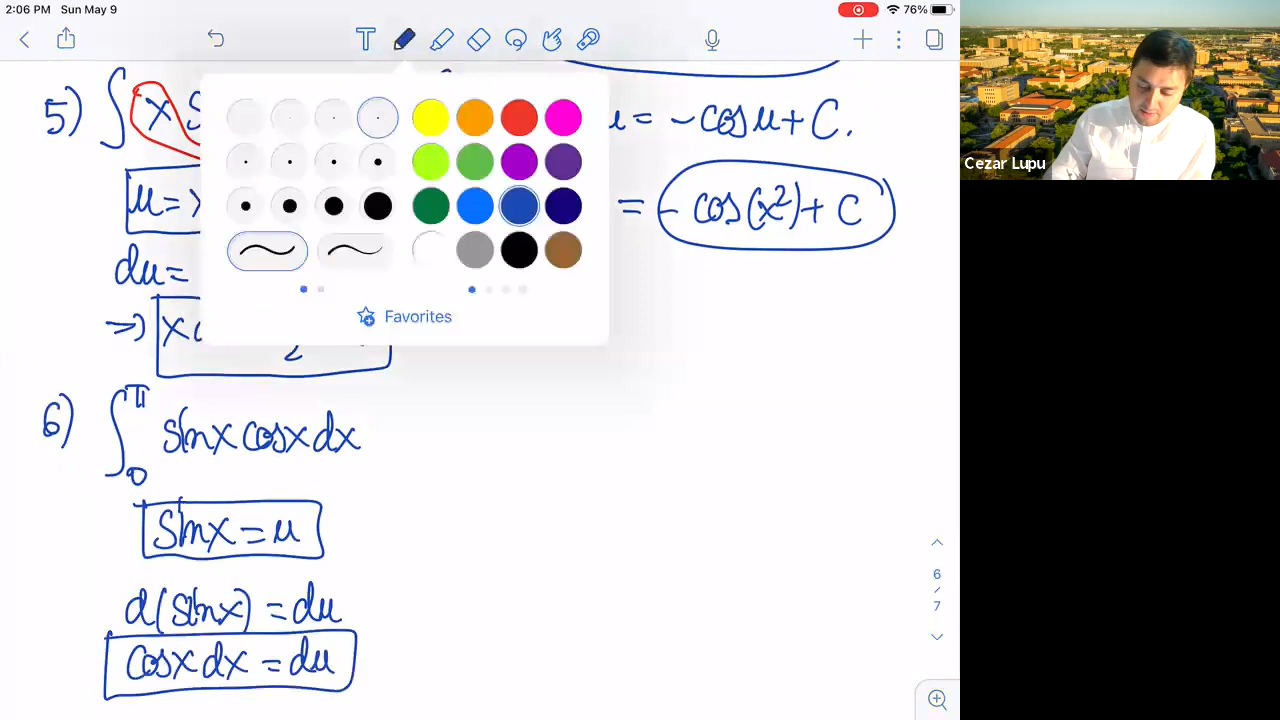 2:06 PM Sun May 9 76%
5) ∫ x
u = - cos u + C.
u = x
= - cos(x²) + C
du =
⇒ x
2
Favorites
6) ∫₀^π sin x cos x dx
sin x = u
d(sin x) = du
cos x dx = du
6
/
7
Cezar Lupu